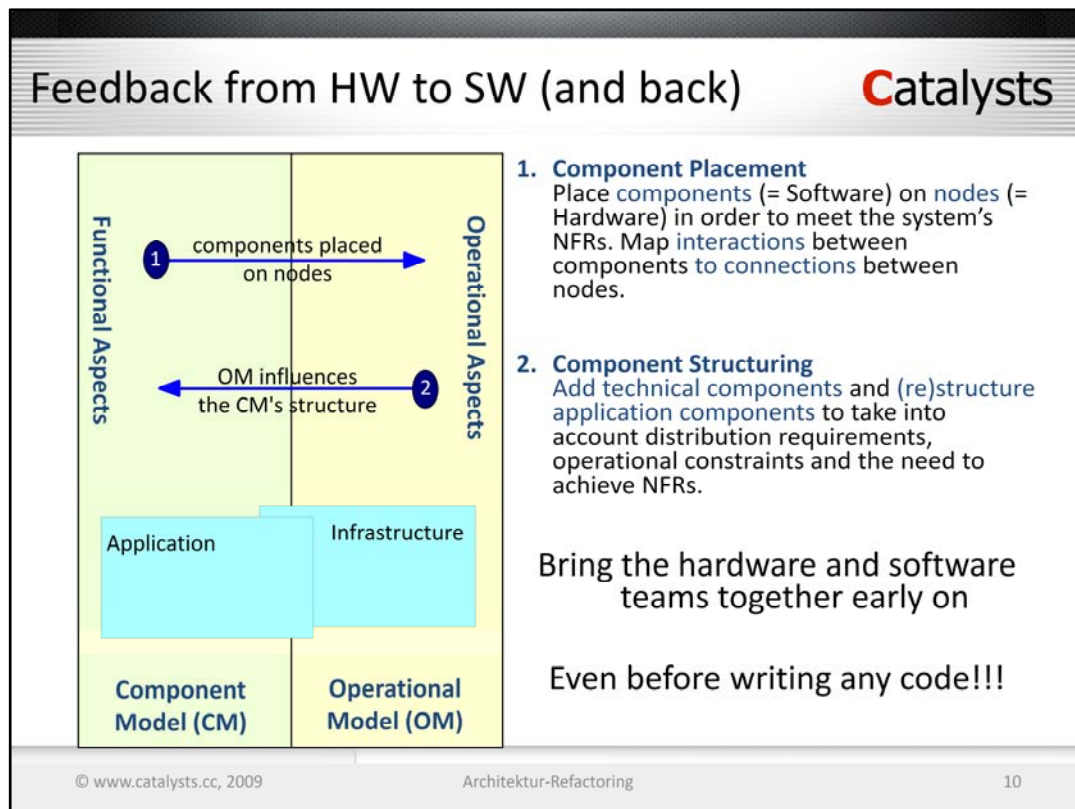 Feedback from HW to SW (and back)
Catalysts
Functional Aspects
Operational Aspects
1
components placed
on nodes
OM influences
the CM's structure
2
Application
Infrastructure
Component
Model (CM)
Operational
Model (OM)
1. Component Placement
Place components (= Software) on nodes (=
Hardware) in order to meet the system's
NFRs. Map interactions between
components to connections between
nodes.
2. Component Structuring
Add technical components and (re)structure
application components to take into
account distribution requirements,
operational constraints and the need to
achieve NFRs.
Bring the hardware and software
teams together early on
Even before writing any code!!!
© www.catalysts.cc, 2009
Architektur-Refactoring
10